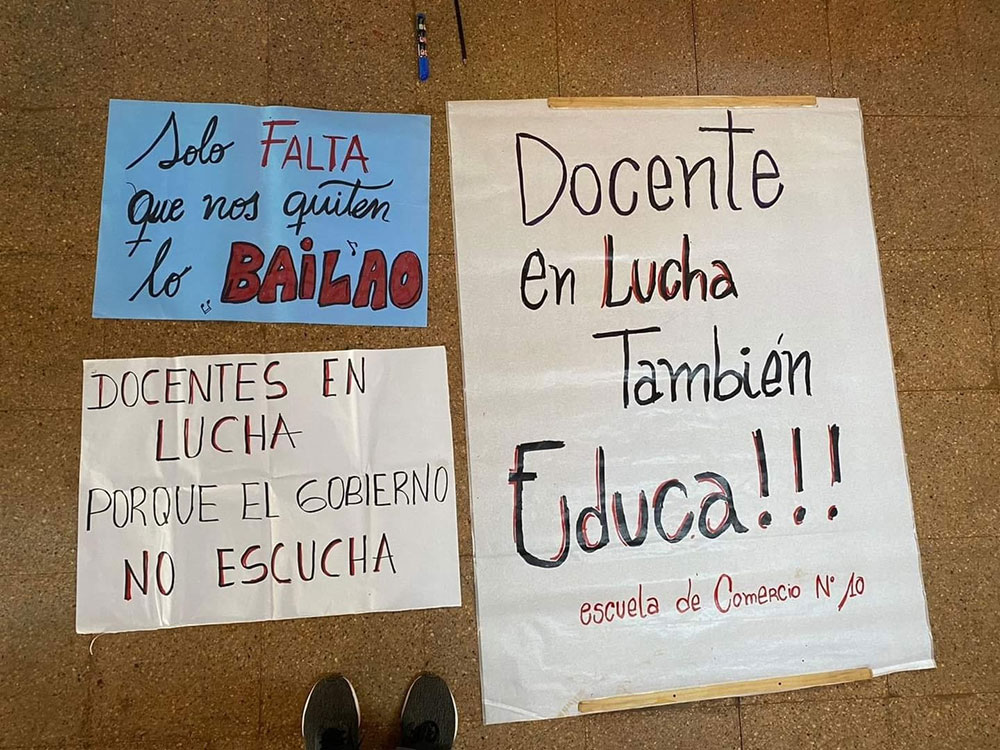 Solo FALTA
que nos quiten
lo BAILAO
DOCENTES EN
LUCHA
PORQUE EL GOBIERNO
NO ESCUCHA
Docente
en Lucha
También
Educa!!!
escuela de Comercio N° 10